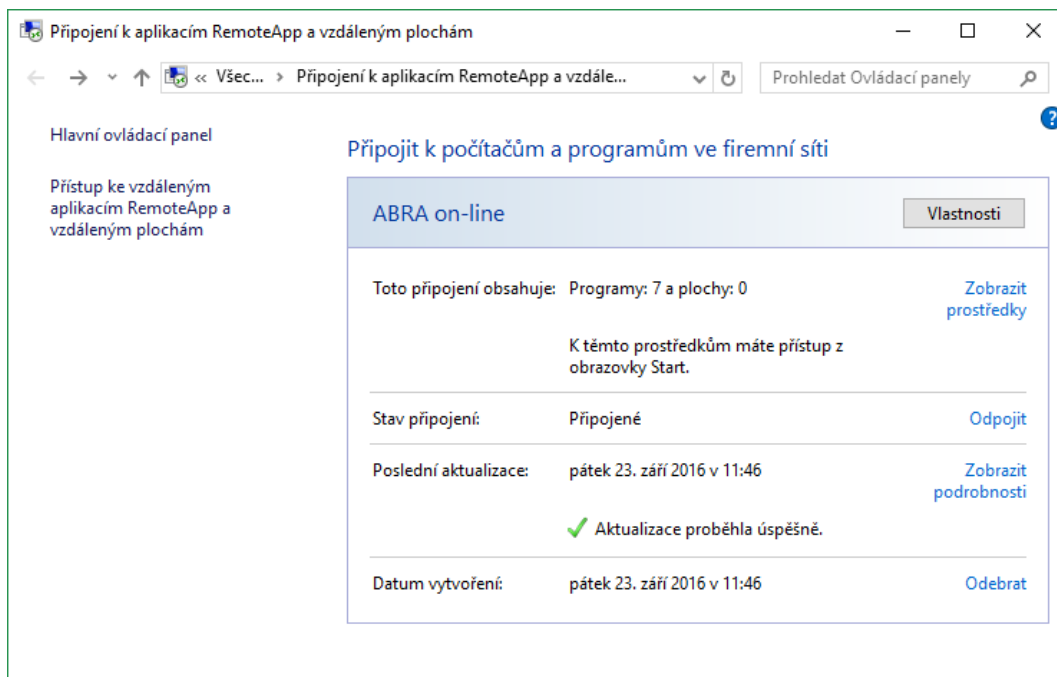 Připojení k aplikacím RemoteApp a vzdáleným plochám
« Všec... › Připojení k aplikacím RemoteApp a vzdále...
Prohledat Ovládací panely
Hlavní ovládací panel
Přístup ke vzdáleným
aplikacím RemoteApp a
vzdáleným plochám
?
Připojit k počítačům a programům ve firemní síti
ABRA on-line
Vlastnosti
Toto připojení obsahuje: Programy: 7 a plochy: 0
Zobrazit
prostředky
K těmto prostředkům máte přístup z
obrazovky Start.
Stav připojení: Připojené Odpojit
Poslední aktualizace: pátek 23. září 2016 v 11:46
Zobrazit
podrobnosti
Aktualizace proběhla úspěšně.
Datum vytvoření: pátek 23. září 2016 v 11:46 Odebrat